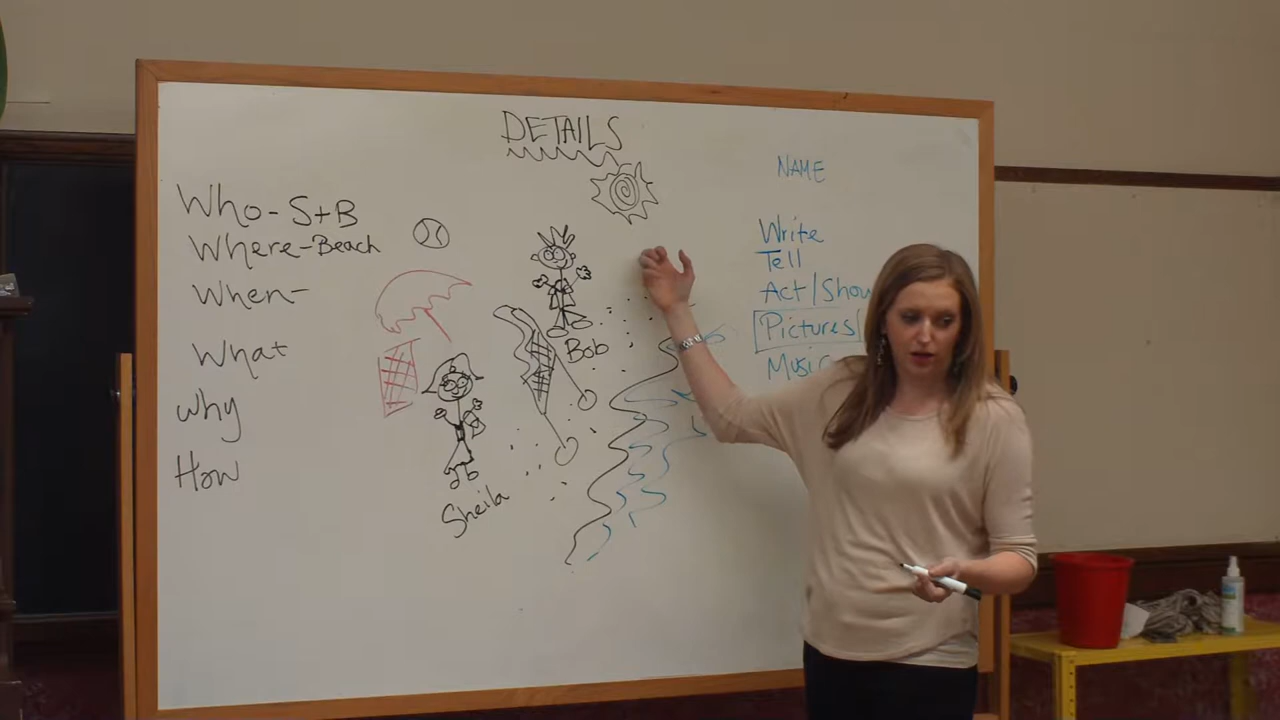 DETAILS
Who - S+B
Where - Beach
When -
What
Why
How
Bob
Sheila
NAME
Write
Tell
Act/Show
Pictures/
Music